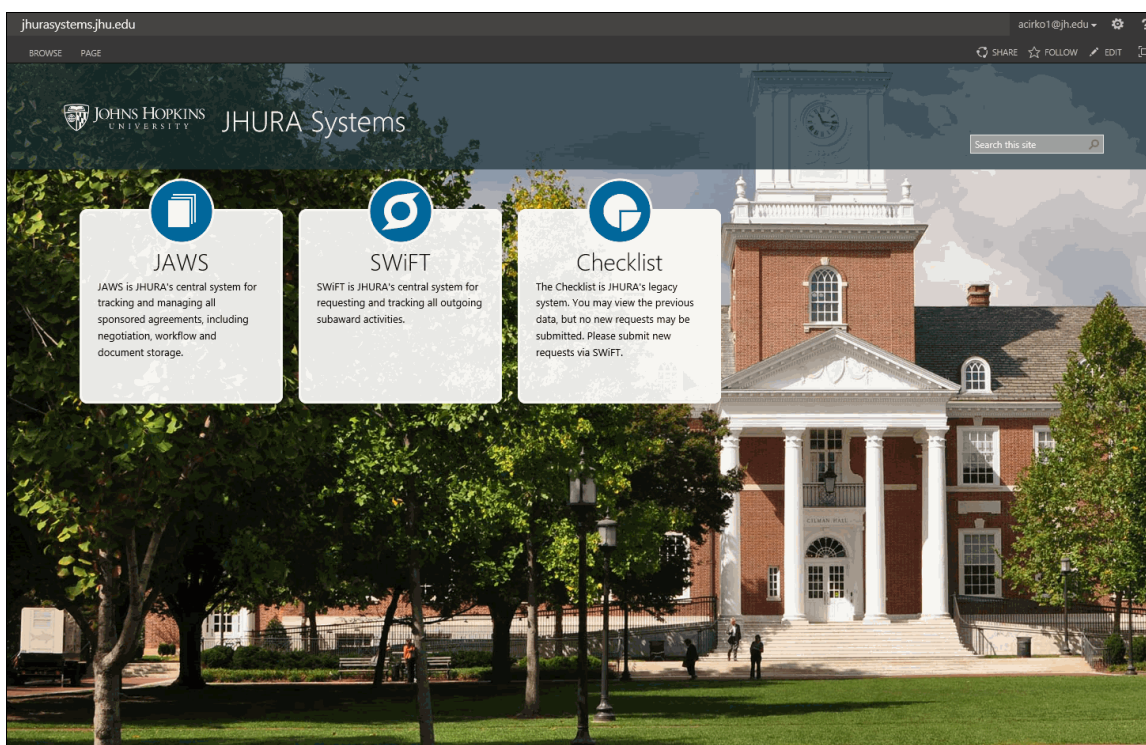 jhurasystems.jhu.edu
acirko1@jh.edu
?
BROWSE PAGE
SHARE FOLLOW EDIT
JOHNS HOPKINS
UNIVERSITY
JHURA Systems
Search this site
JAWS
JAWS is JHURA's central system for
tracking and managing all
sponsored agreements, including
negotiation, workflow and
document storage.
SWiFT
SWiFT is JHURA's central system for
requesting and tracking all outgoing
subaward activities.
Checklist
The Checklist is JHURA's legacy
system. You may view the previous
data, but no new requests may be
submitted. Please submit new
requests via SWiFT.
GILMAN HALL